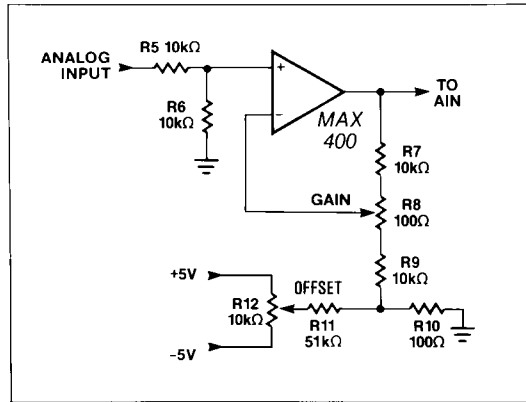 ANALOG
INPUT
R5 10kΩ
R6
10kΩ
+
−
MAX
400
TO
AIN
R7
10kΩ
GAIN
R8
100Ω
R9
10kΩ
+5V
OFFSET
R12
10kΩ
R11
51kΩ
R10
100Ω
−5V